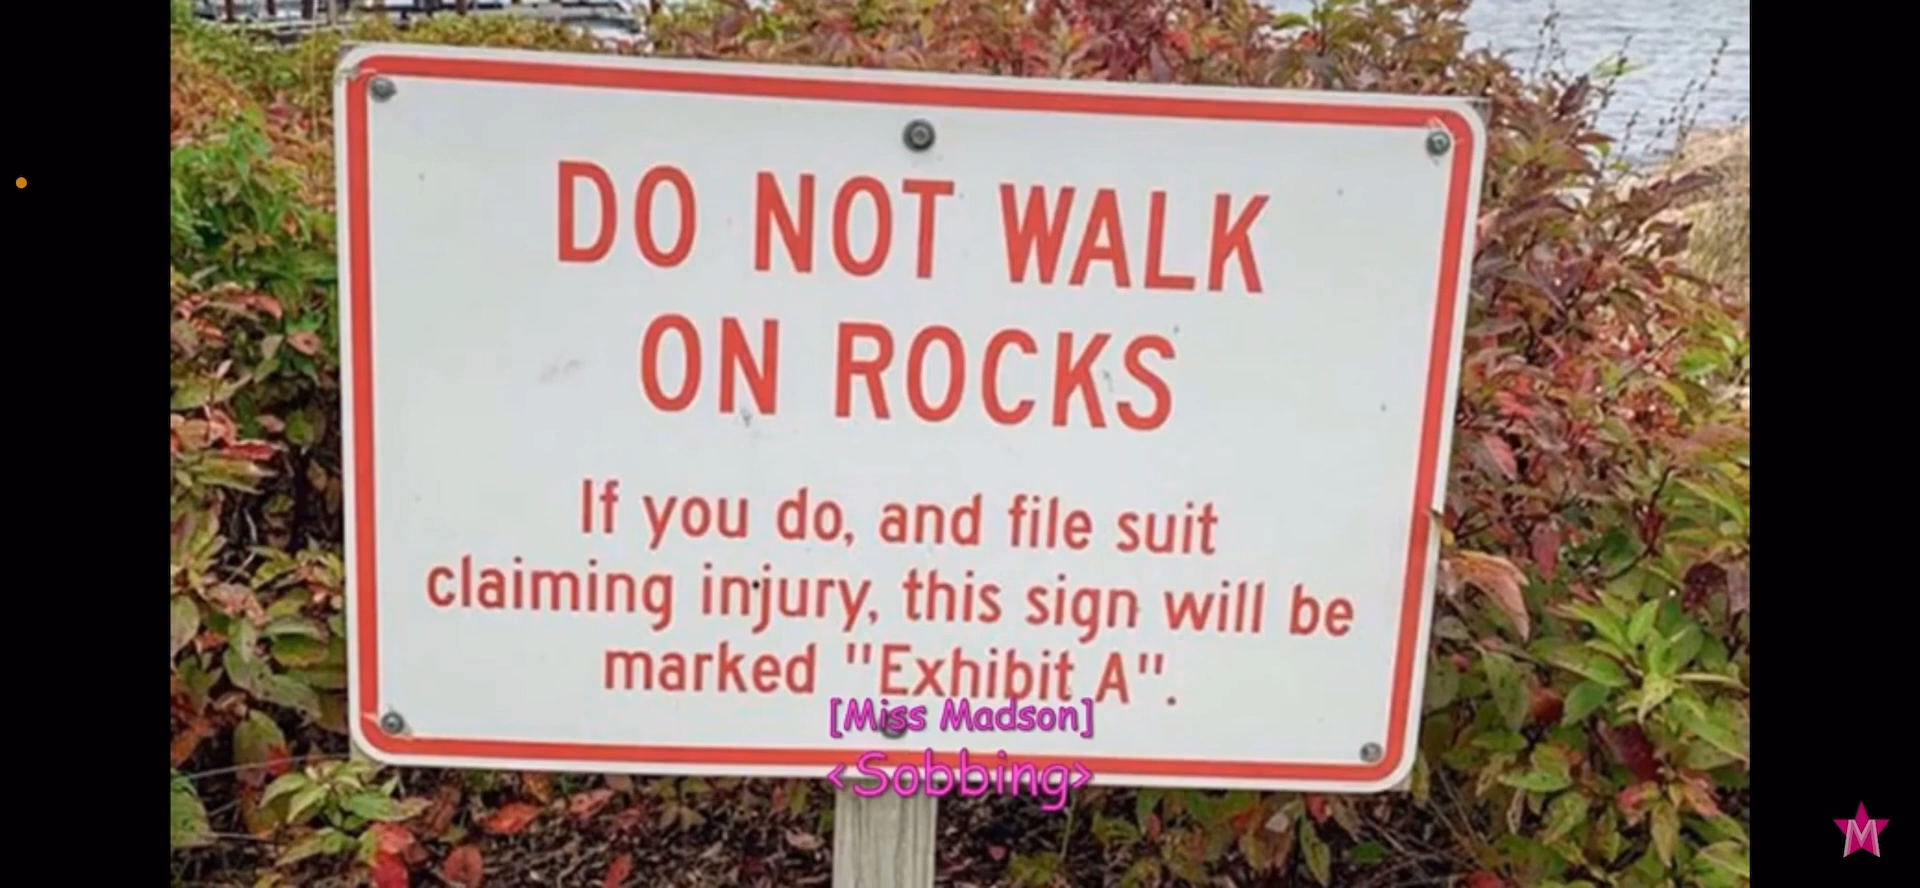 DO NOT WALK
ON ROCKS
If you do, and file suit
claiming injury, this sign will be
marked "Exhibit A".
[Miss Madson]
<Sobbing>
M